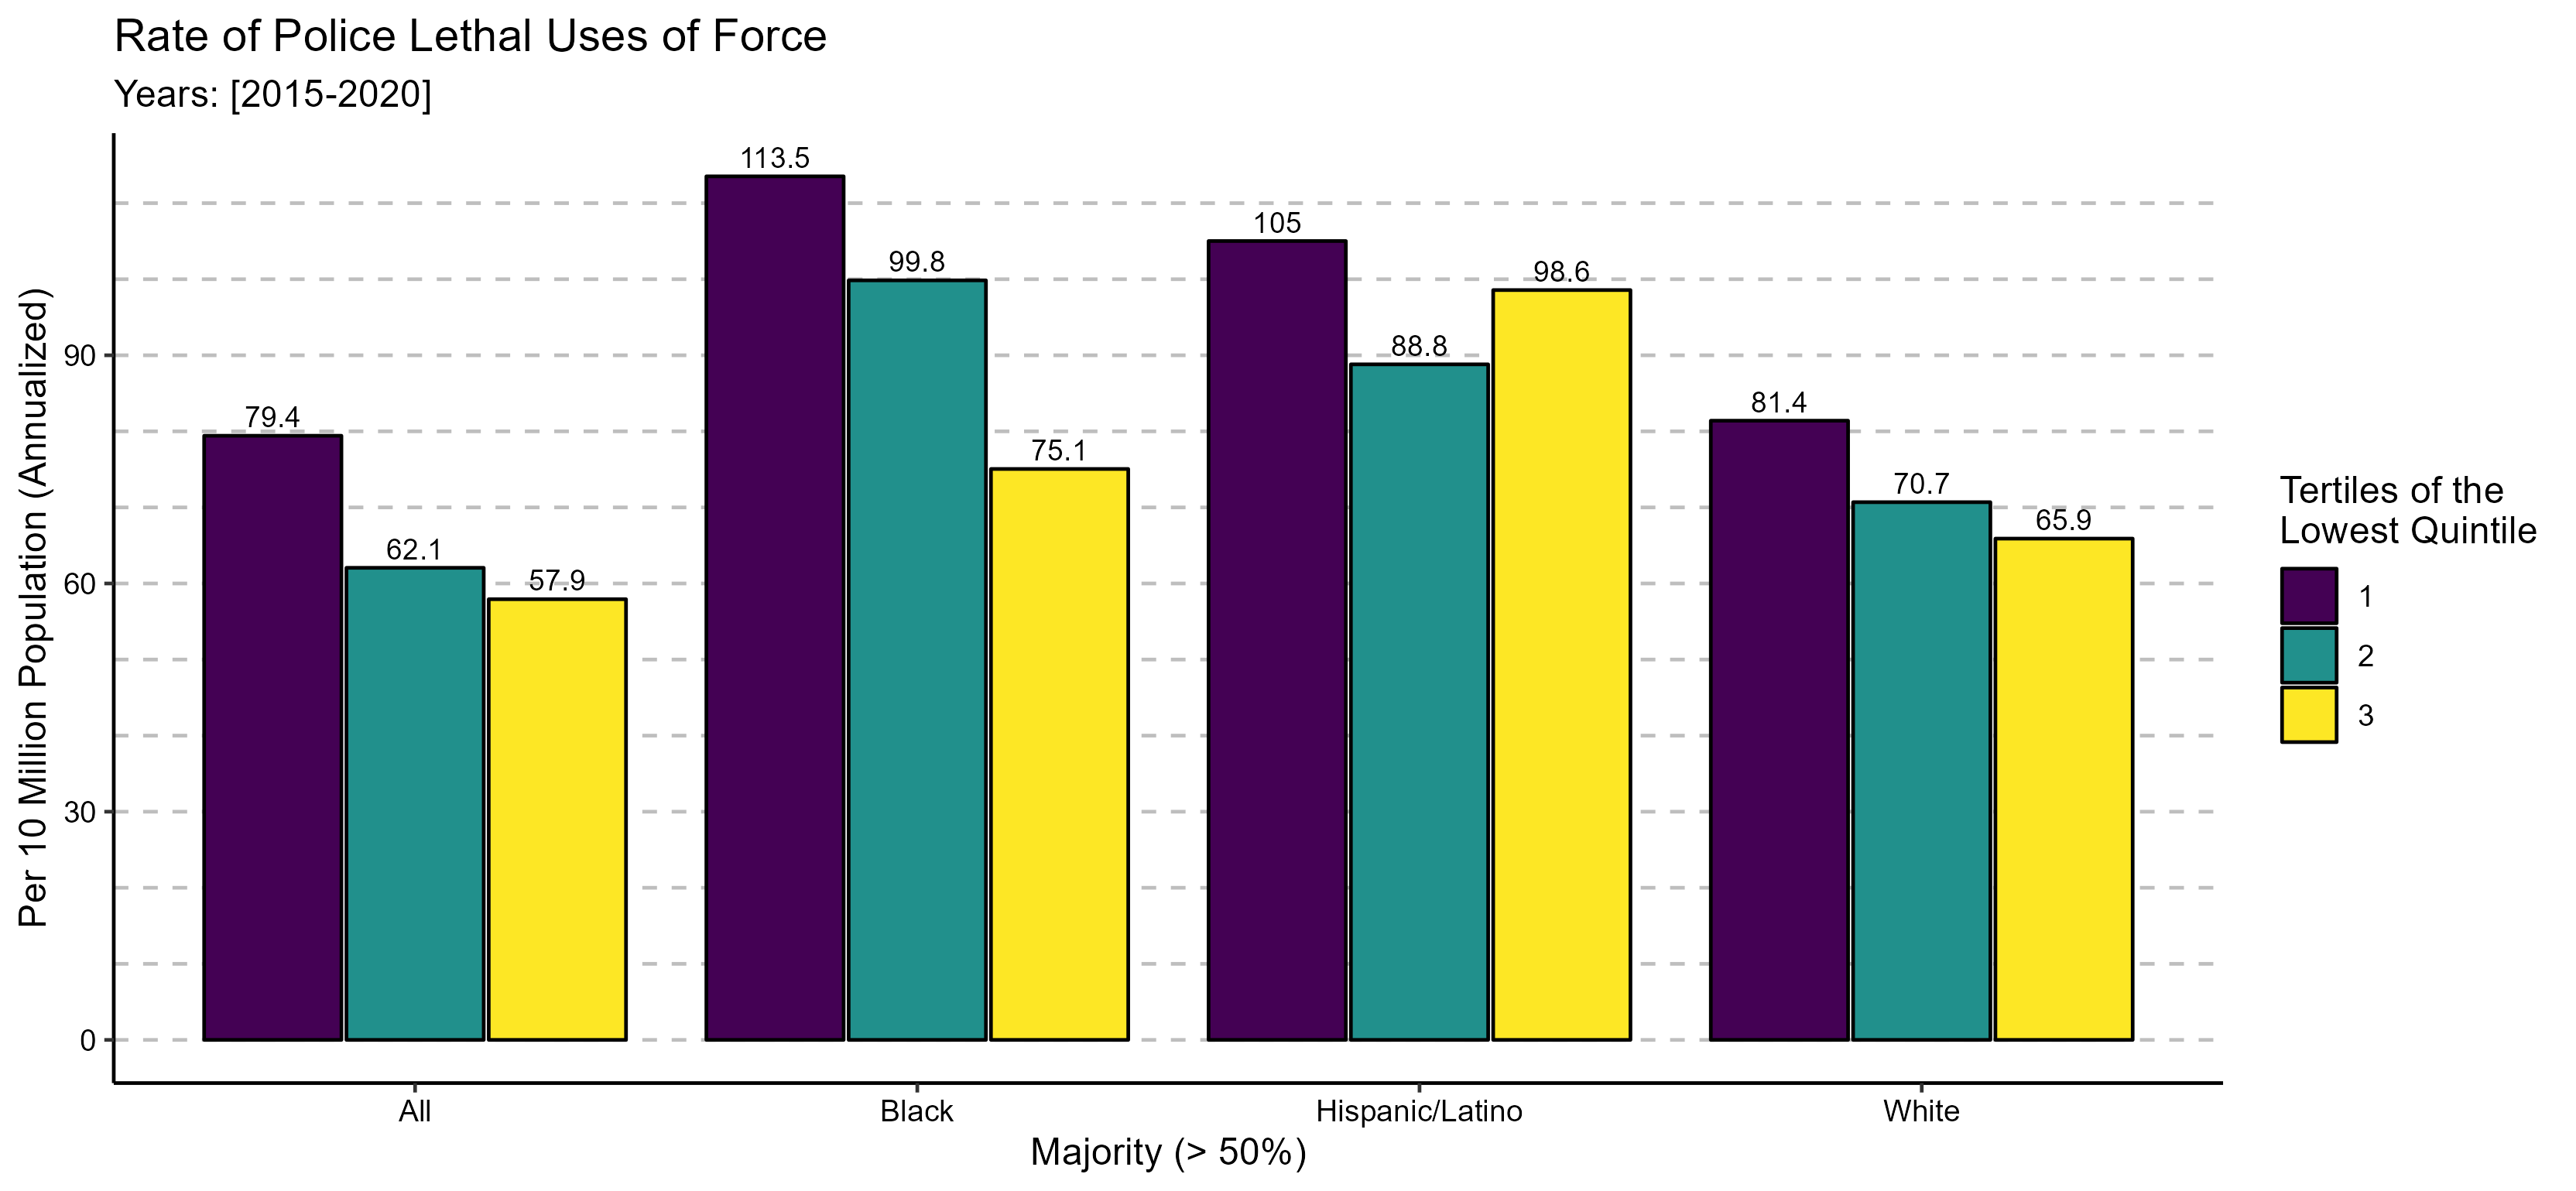 Rate of Police Lethal Uses of Force
Years: [2015-2020]
Per 10 Million Population (Annualized)
90
60
30
0
79.4
62.1
57.9
113.5
99.8
75.1
105
88.8
98.6
81.4
70.7
65.9
All
Black
Hispanic/Latino
White
Majority (> 50%)
Tertiles of the
Lowest Quintile
1
2
3